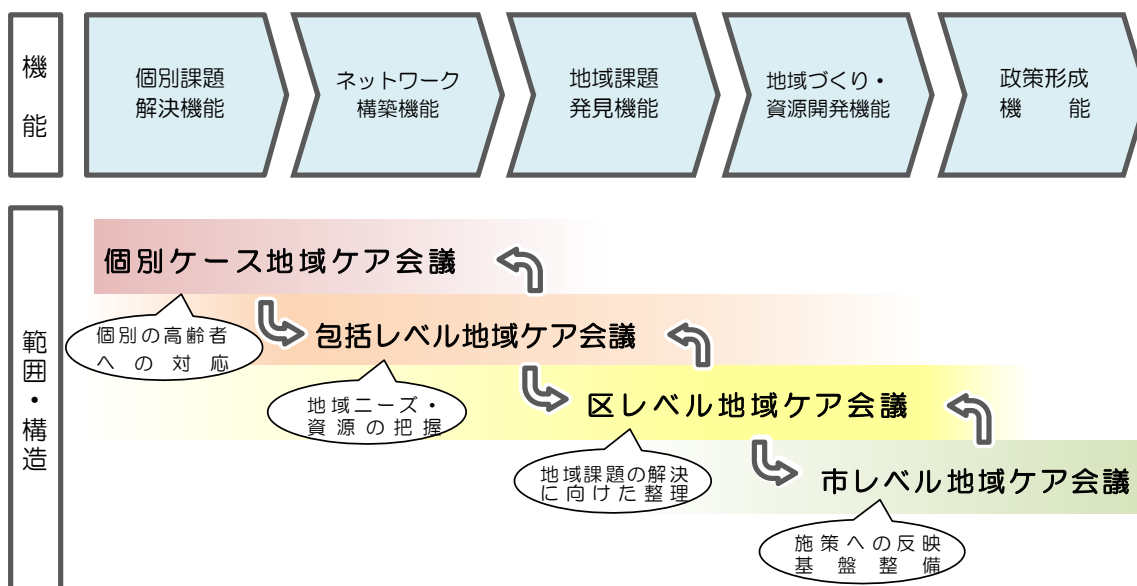 機能
個別課題
解決機能
ネットワーク
構築機能
地域課題
発見機能
地域づくり・
資源開発機能
政策形成
機能
範囲・構造
個別ケース地域ケア会議
個別の高齢者
への対応
包括レベル地域ケア会議
地域ニーズ・
資源の把握
区レベル地域ケア会議
地域課題の解決
に向けた整理
市レベル地域ケア会議
施策への反映
基盤整備